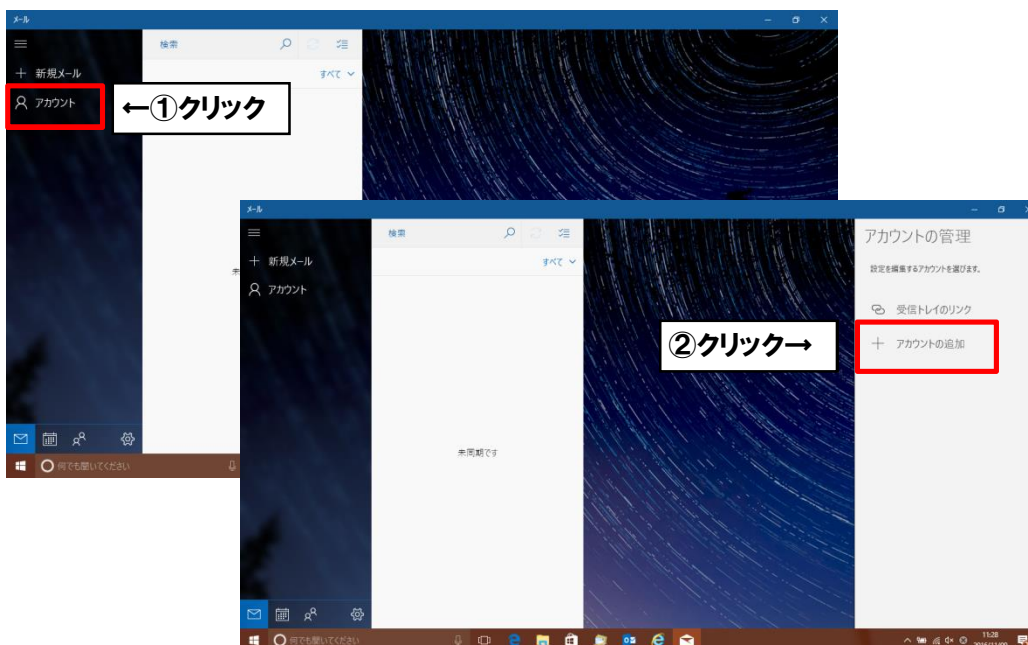 メール
検索
＋ 新規メール
すべて
アカウント
←①クリック
何でも聞いてください
メール
検索
アカウントの管理
＋ 新規メール
すべて
設定を編集するアカウントを選びます。
アカウント
受信トレイのリンク
②クリック→
＋ アカウントの追加
未同期です
何でも聞いてください
11:28